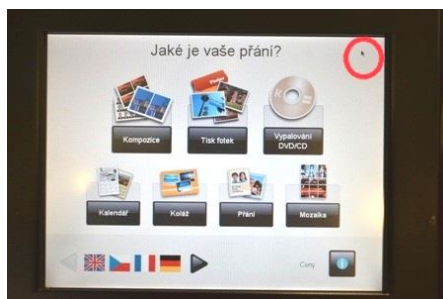 Jaké je vaše přání?
Kompozice
Tisk fotek
Vypalování
DVD/CD
Kalendář
Koláž
Přání
Mozaika
Ceny